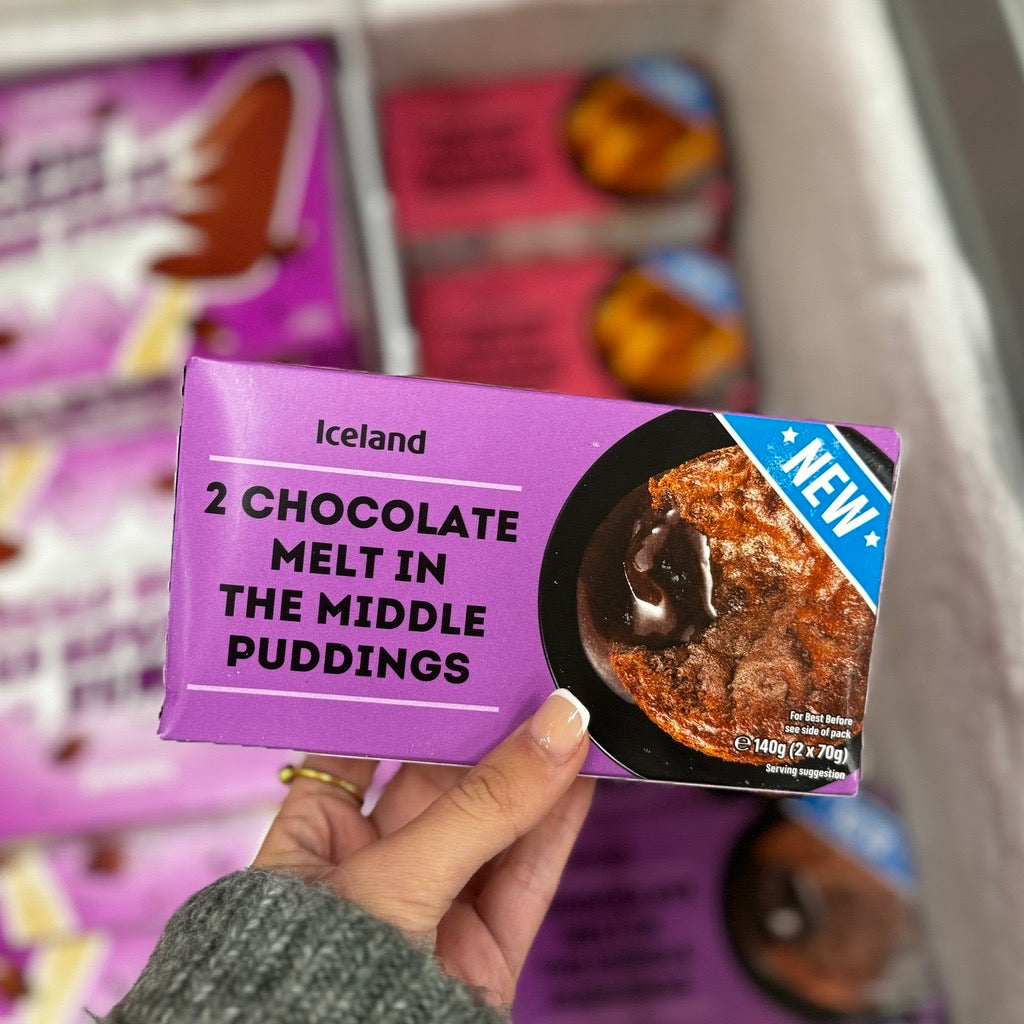 Iceland
2 CHOCOLATE
MELT IN
THE MIDDLE
PUDDINGS
NEW
For Best Before
see side of pack
℮140g (2 x 70g)
Serving suggestion